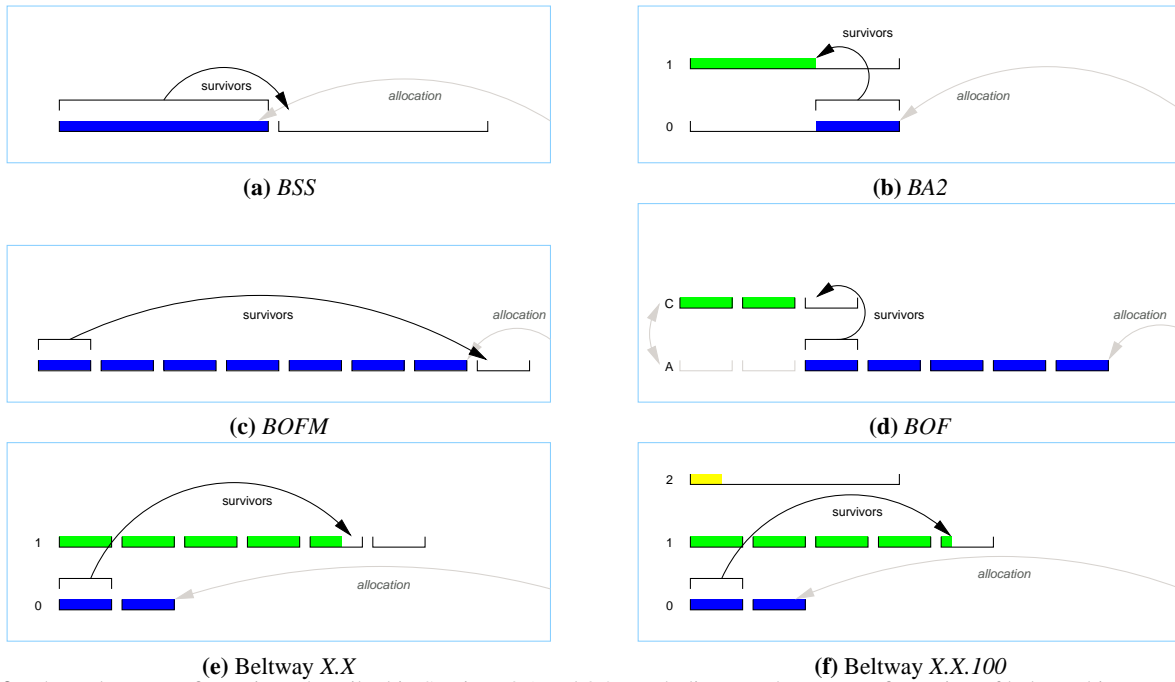 survivors
allocation
(a) BSS
survivors
1
allocation
0
(b) BA2
survivors
allocation
(c) BOFM
C
survivors
allocation
A
(d) BOF
survivors
1
allocation
0
(e) Beltway X.X
2
survivors
1
allocation
0
(f) Beltway X.X.100